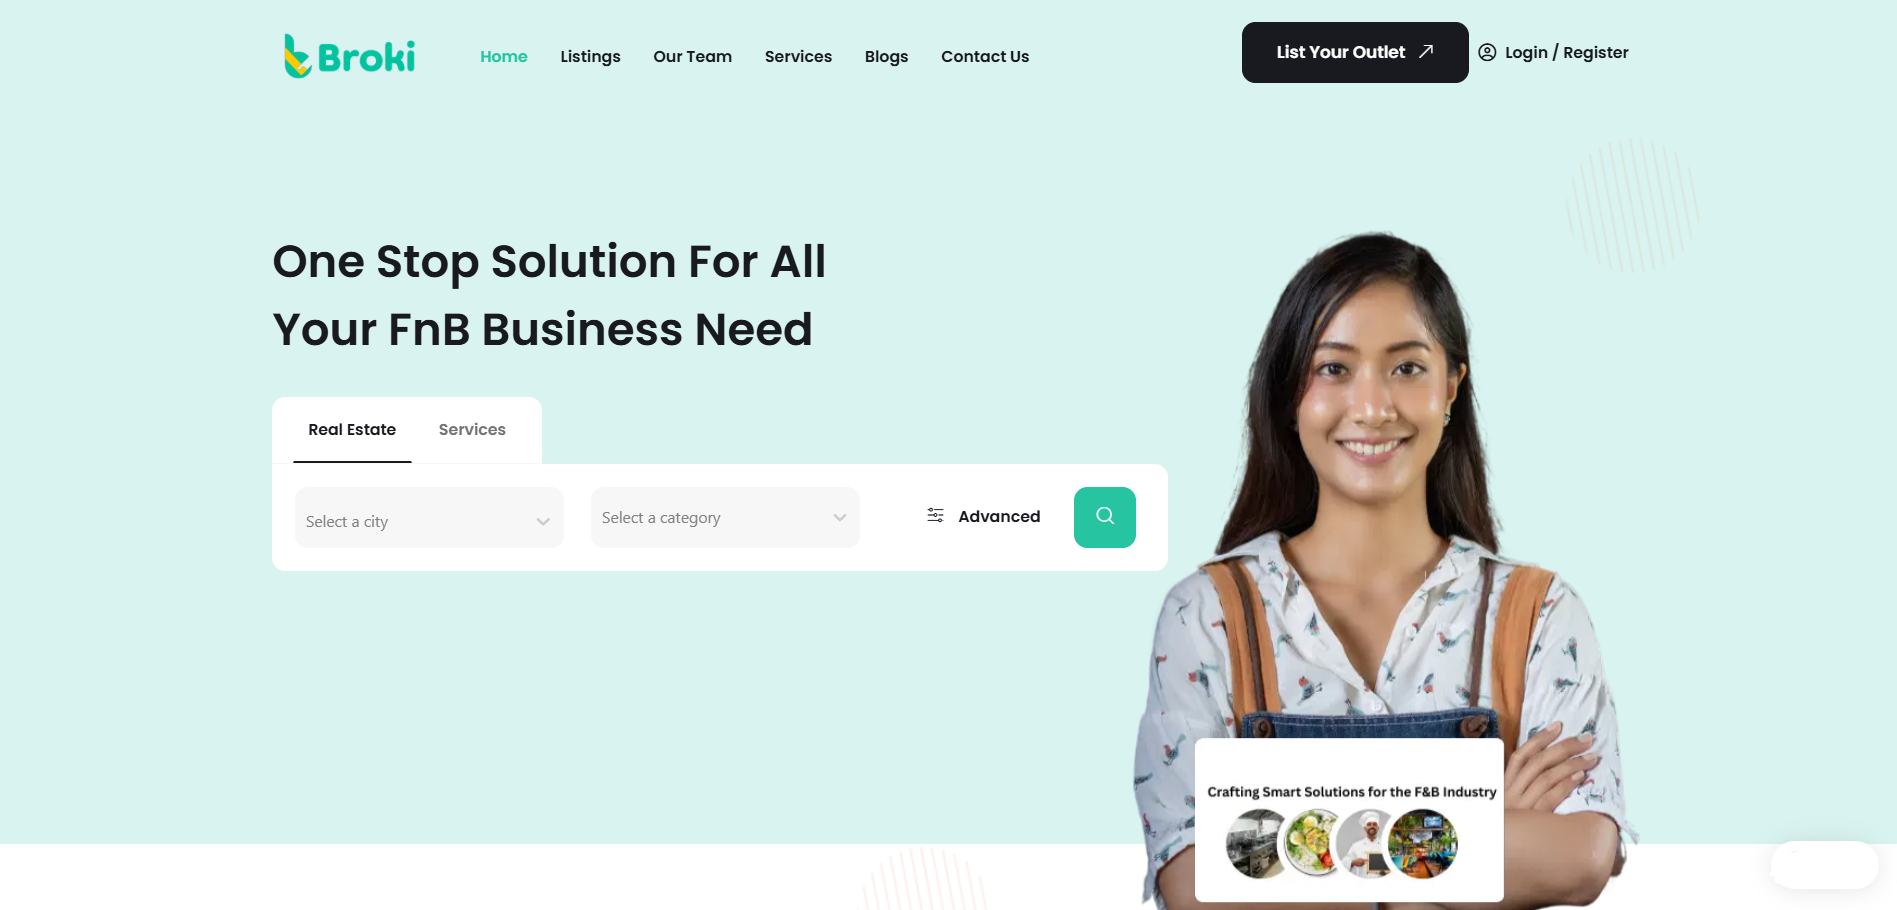 Broki
Home
Listings
Our Team
Services
Blogs
Contact Us
List Your Outlet
Login / Register
One Stop Solution For All
Your FnB Business Need
Real Estate
Services
Select a city
Select a category
Advanced
Crafting Smart Solutions for the F&B Industry